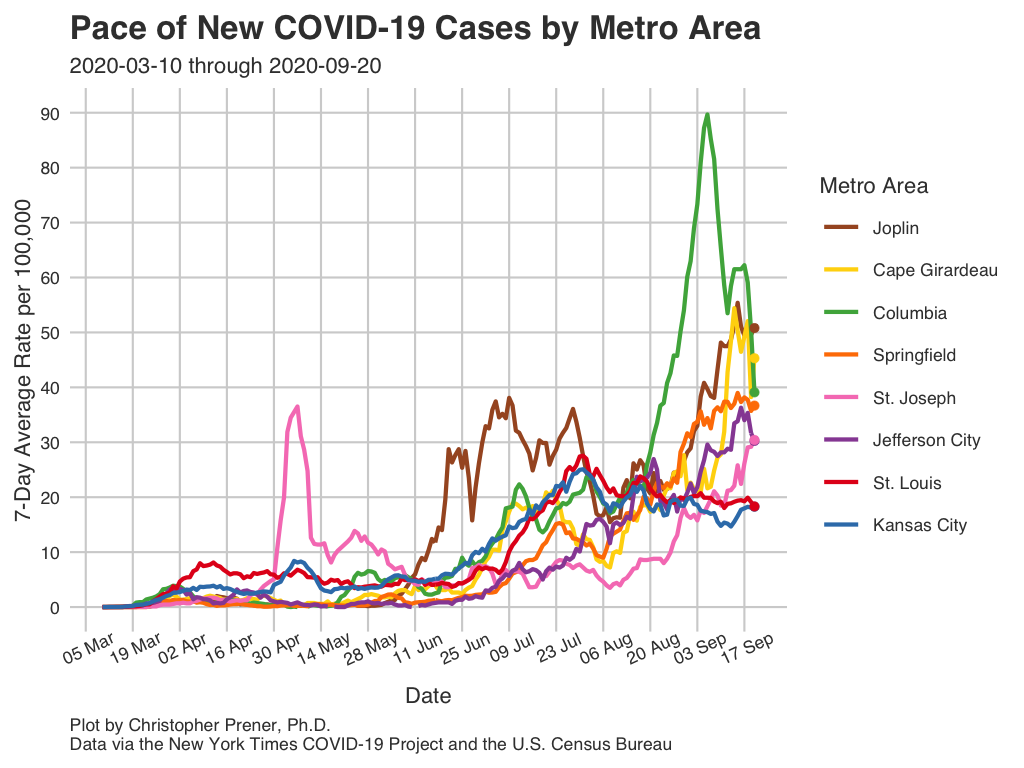 Pace of New COVID-19 Cases by Metro Area
2020-03-10 through 2020-09-20
7-Day Average Rate per 100,000
90
80
70
60
50
40
30
20
10
0
05 Mar
19 Mar
02 Apr
16 Apr
30 Apr
14 May
28 May
11 Jun
25 Jun
09 Jul
23 Jul
06 Aug
20 Aug
03 Sep
17 Sep
Date
Metro Area
Joplin
Cape Girardeau
Columbia
Springfield
St. Joseph
Jefferson City
St. Louis
Kansas City
Plot by Christopher Prener, Ph.D.
Data via the New York Times COVID-19 Project and the U.S. Census Bureau